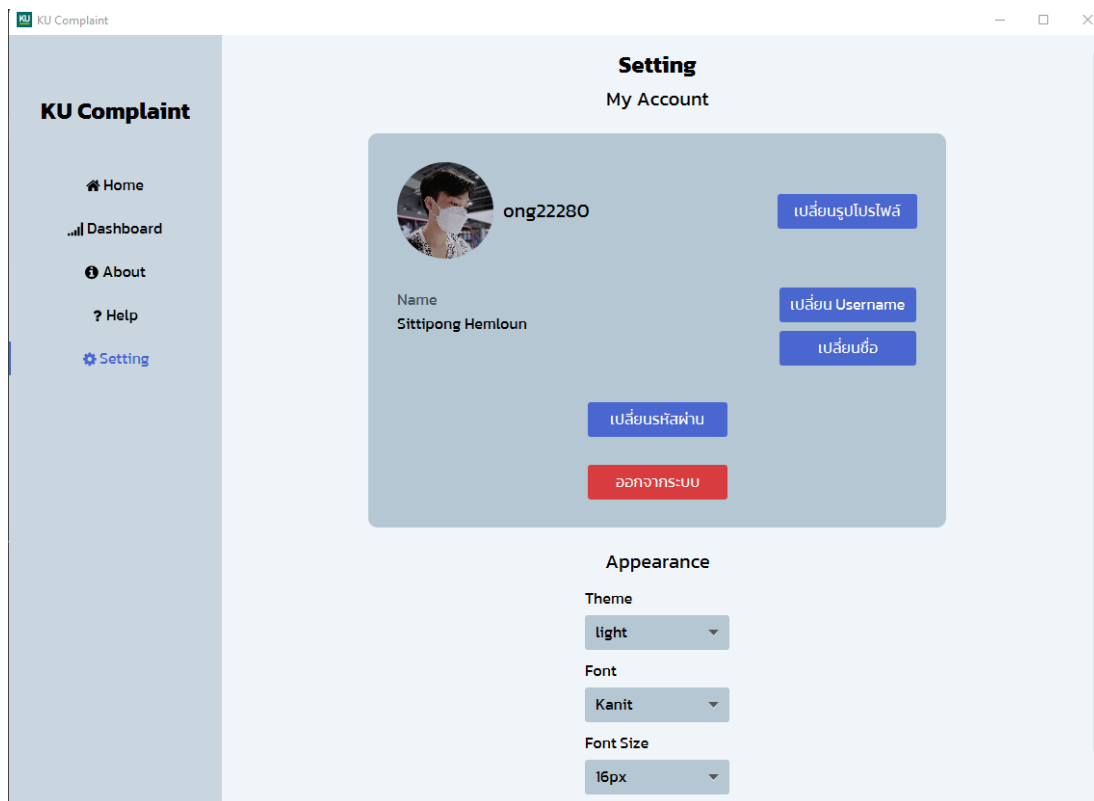 KU KU Complaint
KU Complaint
Home
Dashboard
About
Help
Setting
Setting
My Account
ong22280
เปลี่ยนรูปโปรไฟล์
Name
Sittipong Hemloun
เปลี่ยน Username
เปลี่ยนชื่อ
เปลี่ยนรหัสผ่าน
ออกจากระบบ
Appearance
Theme
light
Font
Kanit
Font Size
16px